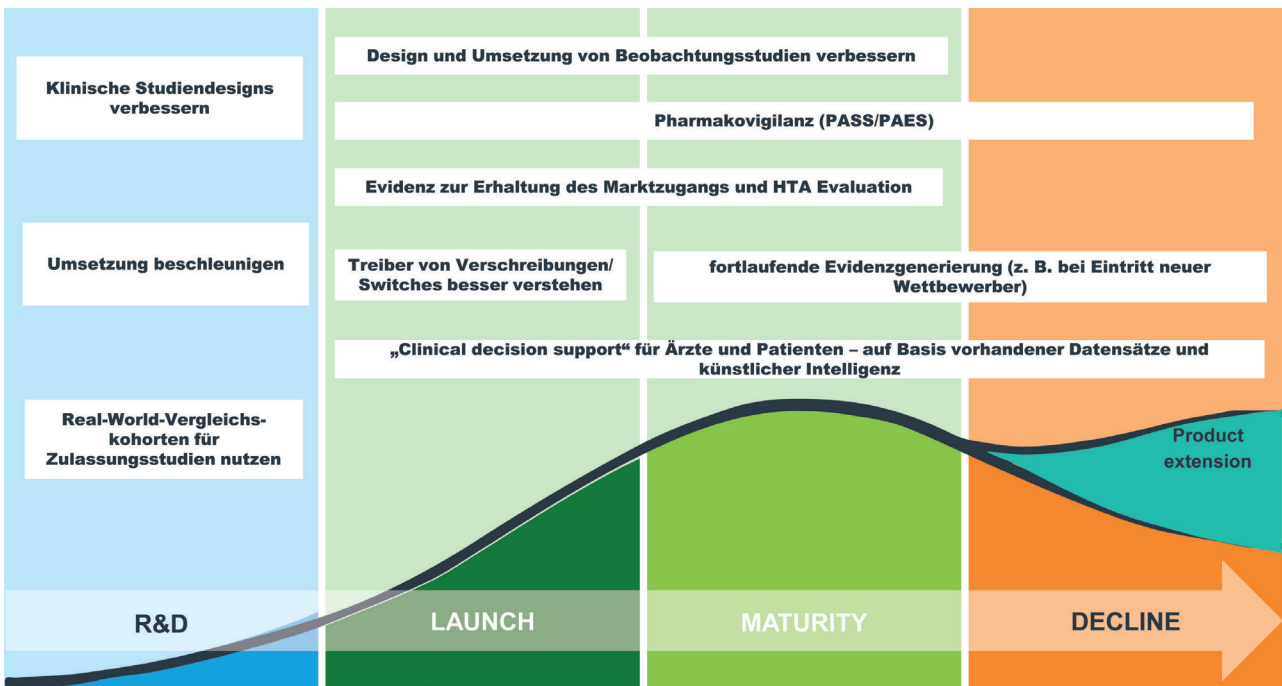 Klinische Studiendesigns
verbessern
Umsetzung beschleunigen
Real-World-Vergleichs-
kohorten für
Zulassungsstudien nutzen
Design und Umsetzung von Beobachtungsstudien verbessern
Pharmakovigilanz (PASS/PAES)
Evidenz zur Erhaltung des Marktzugangs und HTA Evaluation
Treiber von Verschreibungen/
Switches besser verstehen
fortlaufende Evidenzgenerierung (z. B. bei Eintritt neuer
Wettbewerber)
„Clinical decision support“ für Ärzte und Patienten – auf Basis vorhandener Datensätze und
künstlicher Intelligenz
Product
extension
R&D
LAUNCH
MATURITY
DECLINE